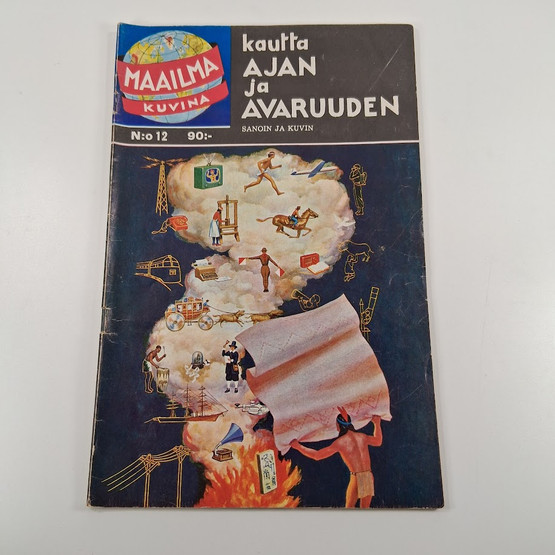 MAAILMA
KUVINA
N:o 12 90:-
kautta
AJAN
ja
AVARUUDEN
SANOIN JA KUVIN